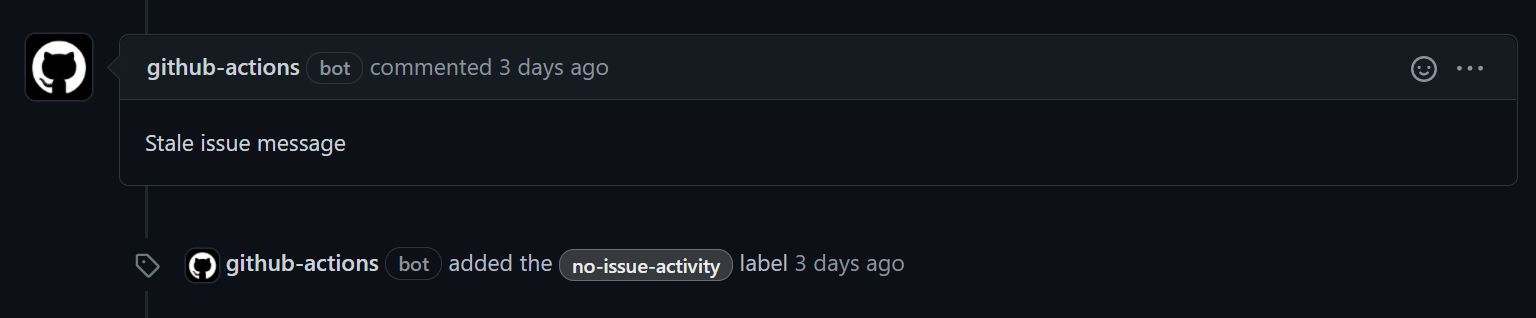 github-actions bot commented 3 days ago
Stale issue message
github-actions bot added the no-issue-activity label 3 days ago